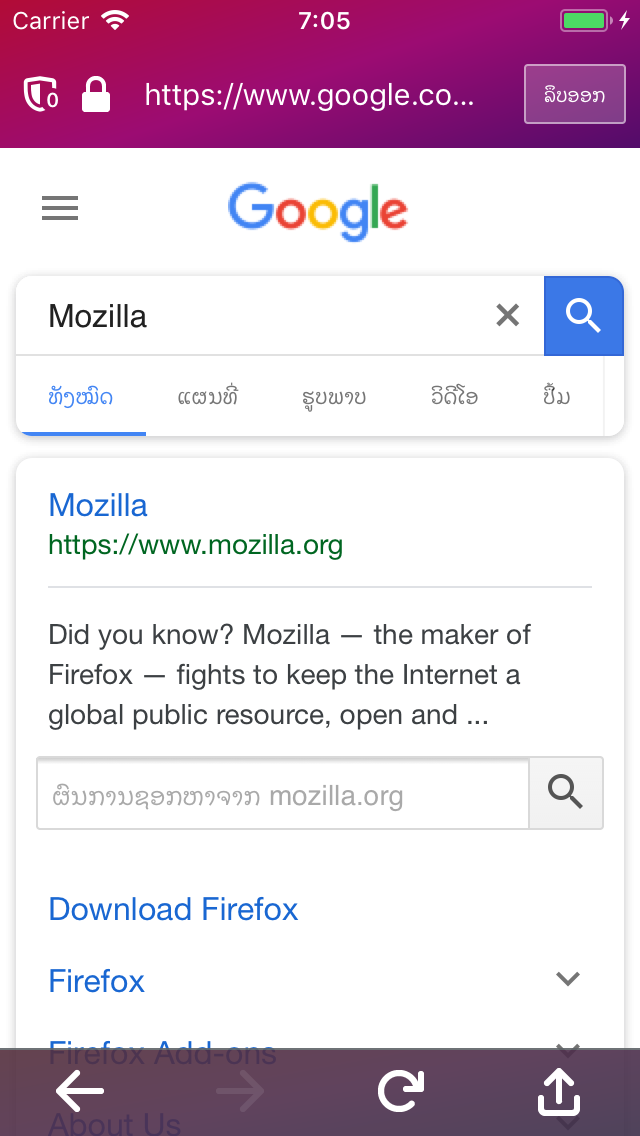 Carrier 7:05
0 https://www.google.co... ລຶບອອກ
Google
Mozilla
ທັງໝົດ ແຜນທີ່ ຮູບພາບ ວິດີໂອ ປຶ້ມ
Mozilla
https://www.mozilla.org
Did you know? Mozilla — the maker of
Firefox — fights to keep the Internet a
global public resource, open and ...
ຜົນການຊອກຫາຈາກ mozilla.org
Download Firefox
Firefox
Firefox Add-ons
About Us